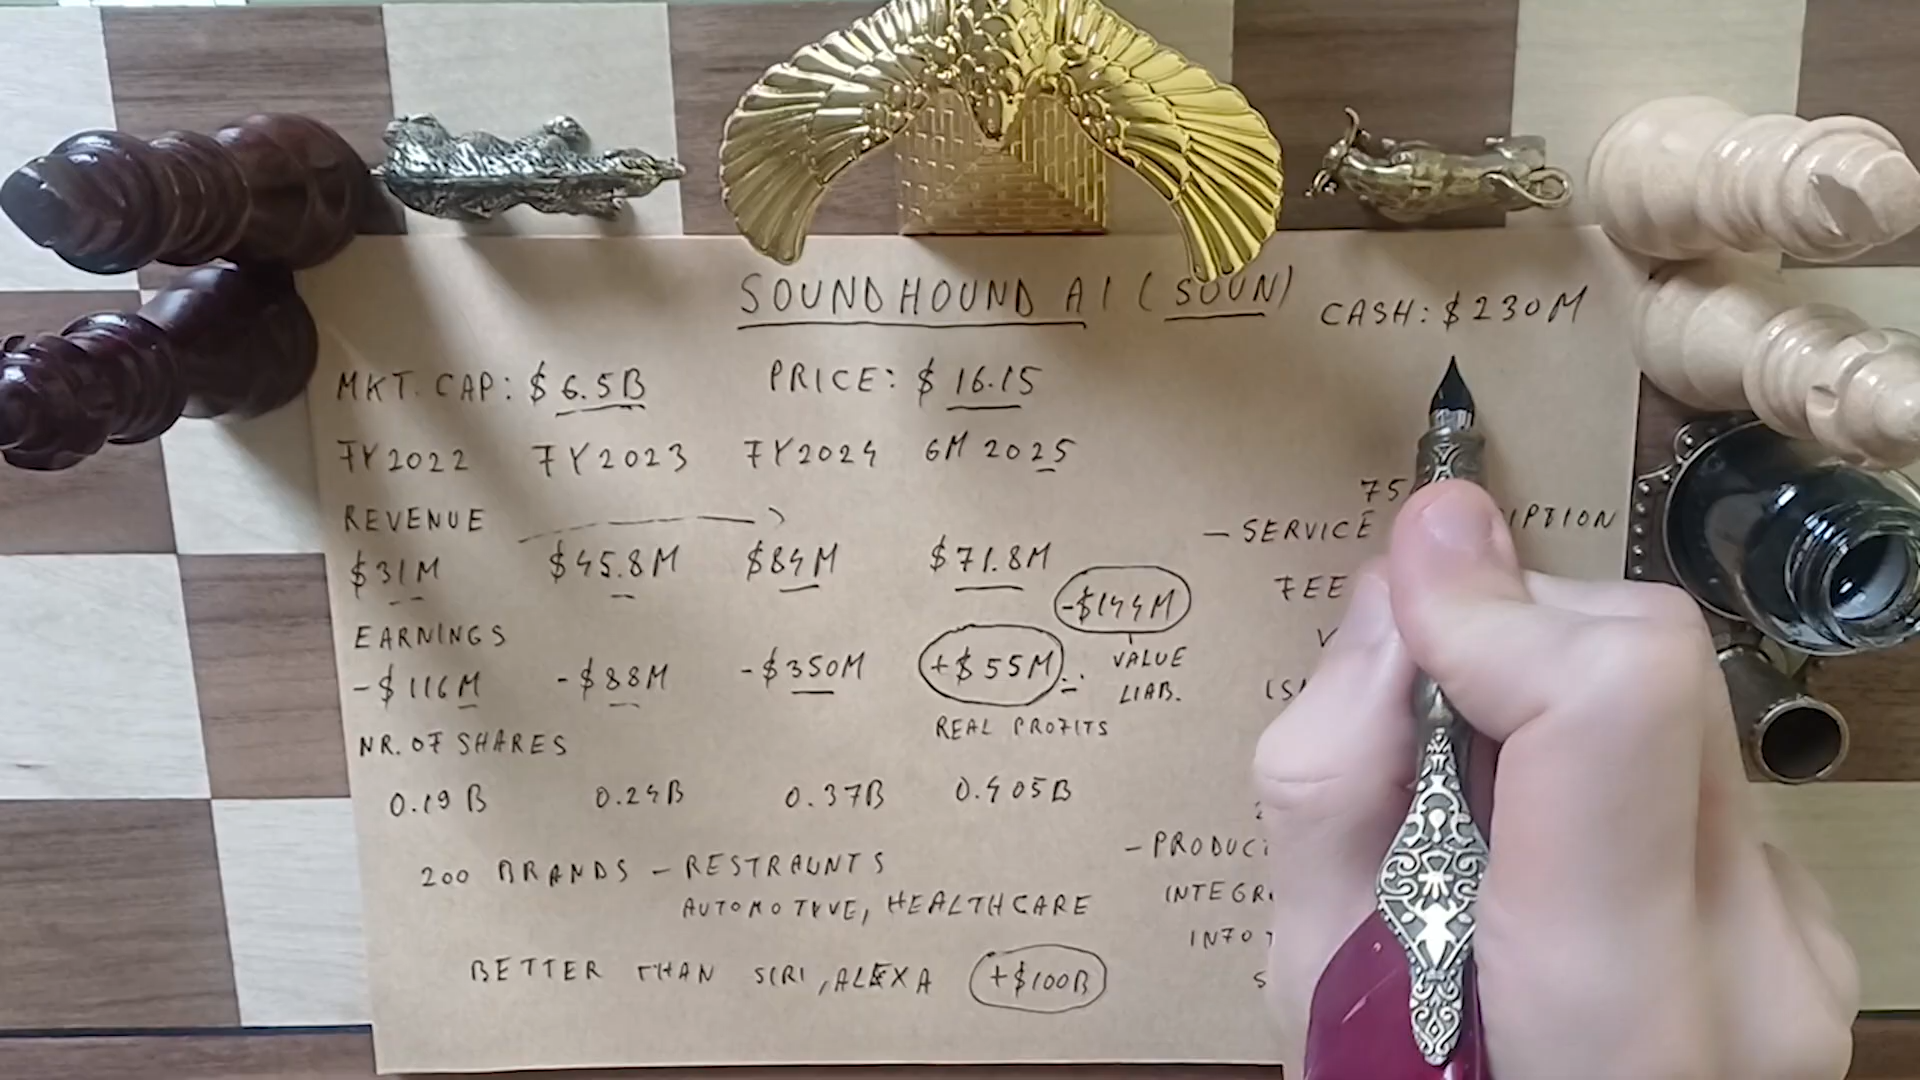 SOUNDHOUND AI (SOUN)
CASH: $230M
MKT. CAP: $6.5B PRICE: $16.15
FY2022 FY2023 FY2024 6M 2025
REVENUE
$31M $45.8M $84M $71.8M
-$144M
VALUE
LIAB.
EARNINGS
-$116M -$88M -$350M +$55M
REAL PROFITS
NR. OF SHARES
0.19B 0.24B 0.37B 0.405B
200 BRANDS - RESTRAUNTS
AUTOMOTIVE, HEALTHCARE
BETTER THAN SIRI, ALEXA +$100B
75
- SERVICE
FEE
- PRODUC
INTEGR
INTO